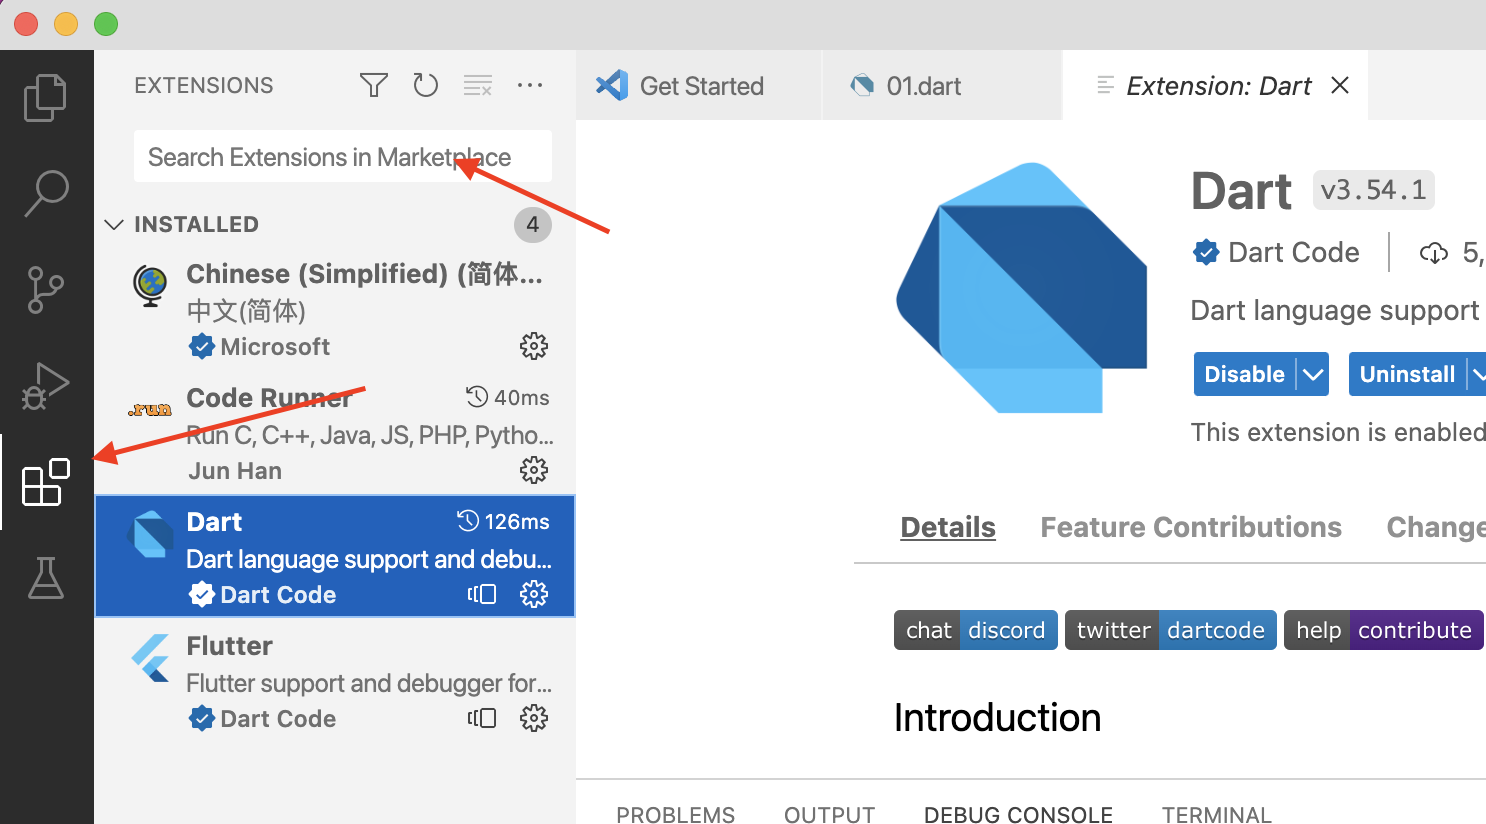 EXTENSIONS
Search Extensions in Marketplace
INSTALLED 4
Chinese (Simplified) (简体...
中文(简体)
Microsoft
.run
Code Runner 40ms
Run C, C++, Java, JS, PHP, Pytho...
Jun Han
Dart 126ms
Dart language support and debu...
Dart Code
Flutter
Flutter support and debugger for...
Dart Code
Get Started 01.dart Extension: Dart
Dart v3.54.1
Dart Code 5,
Dart language support
Disable Uninstall
This extension is enabled
Details Feature Contributions Change
chat discord twitter dartcode help contribute
Introduction
PROBLEMS OUTPUT DEBUG CONSOLE TERMINAL